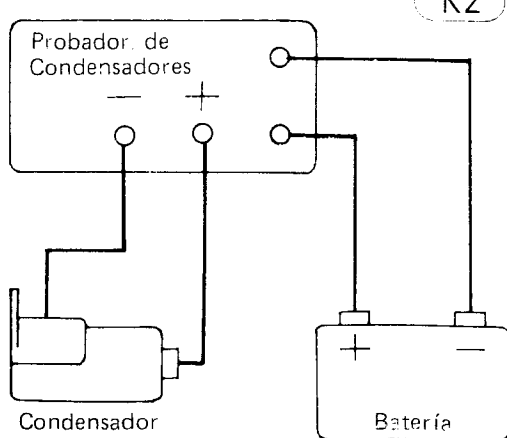 K2
Probador de
Condensadores
— +
+ —
Condensador
Batería